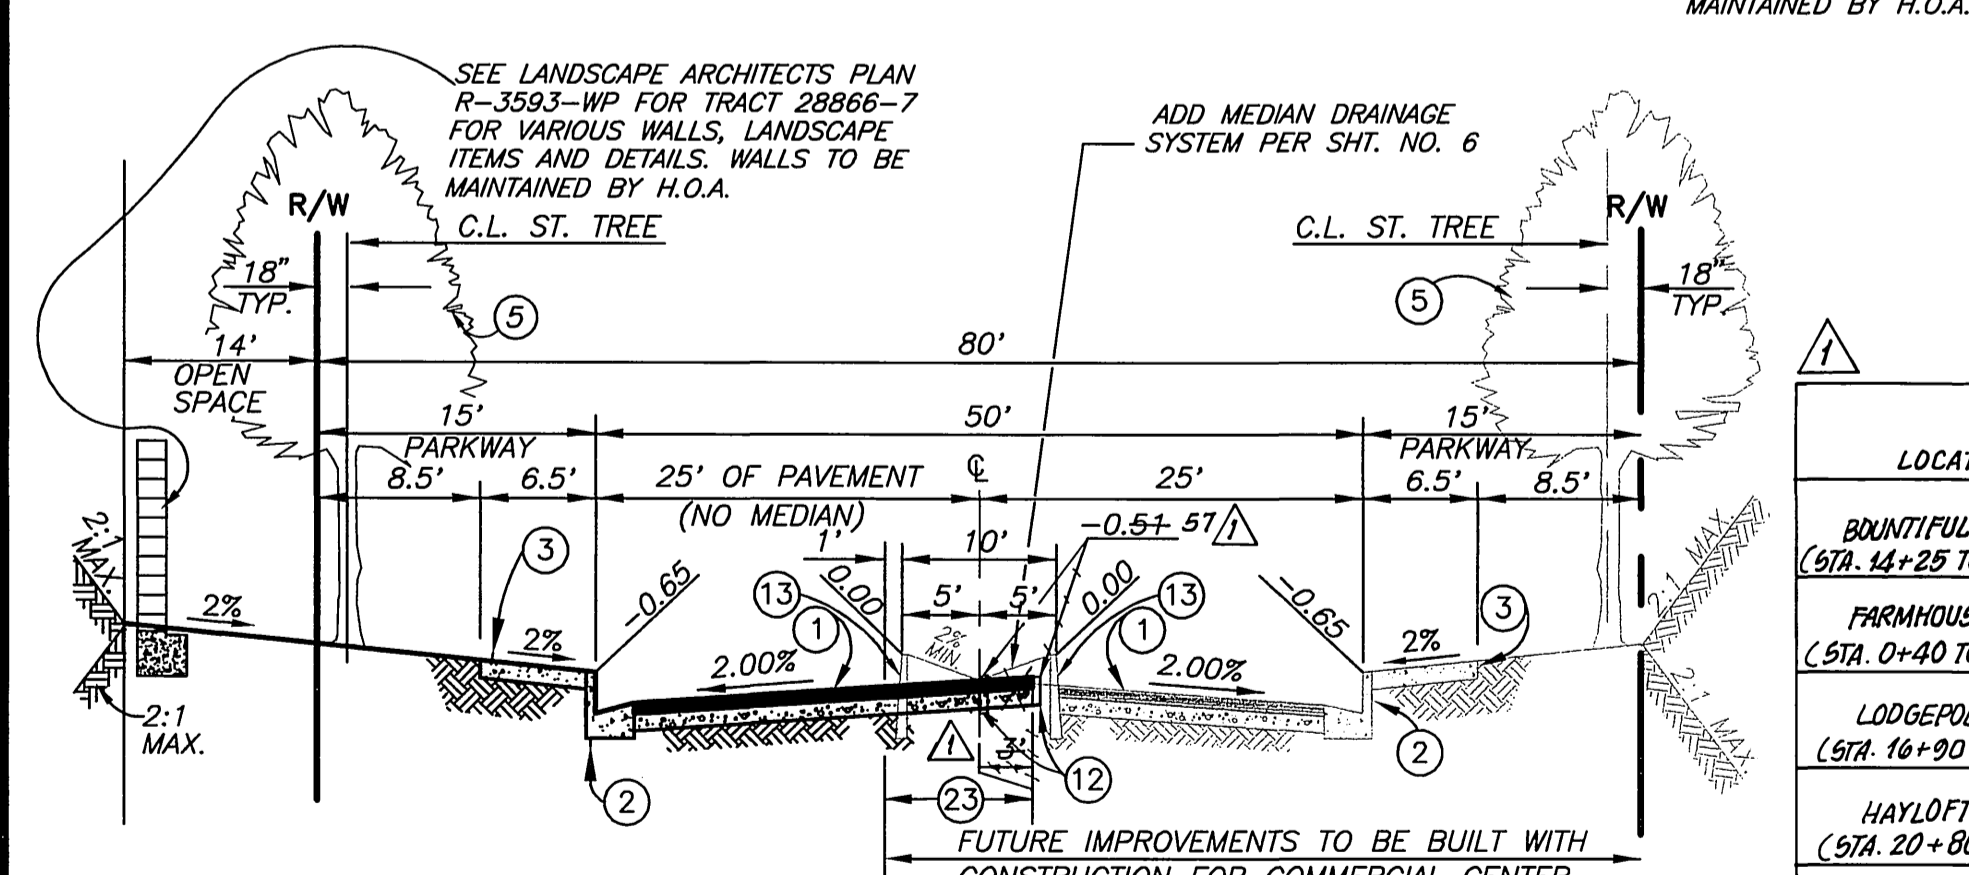 MAINTAINED BY H.O.A.
SEE LANDSCAPE ARCHITECTS PLAN
R-3593-WP FOR TRACT 28866-7
FOR VARIOUS WALLS, LANDSCAPE
ITEMS AND DETAILS. WALLS TO BE
MAINTAINED BY H.O.A.
ADD MEDIAN DRAINAGE
SYSTEM PER SHT. NO. 6
R/W
R/W
C.L. ST. TREE
C.L. ST. TREE
18"
TYP.
18"
TYP.
5
5
14'
OPEN
SPACE
80'
1
15'
PARKWAY
50'
15'
PARKWAY
8.5'
6.5'
25' OF PAVEMENT
(NO MEDIAN)
℄
25'
6.5'
8.5'
1'
10'
-0.51 57
1
2:1
MAX.
3
-0.65
13
0.00
5'
5'
0.00
13
-0.65
3
2:1 MAX.
2%
2%
2.00%
1
2%
MIN.
1
2.00%
2%
2:1
MAX.
2:1
MAX.
2
1
3'
23
12
2
FUTURE IMPROVEMENTS TO BE BUILT WITH
CONSTRUCTION FOR COMMERCIAL CENTER
LOCAT
BOUNTIFUL
(STA. 14+25 TO
FARMHOUS
(STA. 0+40 TO
LODGEPOL
(STA. 16+90
HAYLOFT
(STA. 20+80